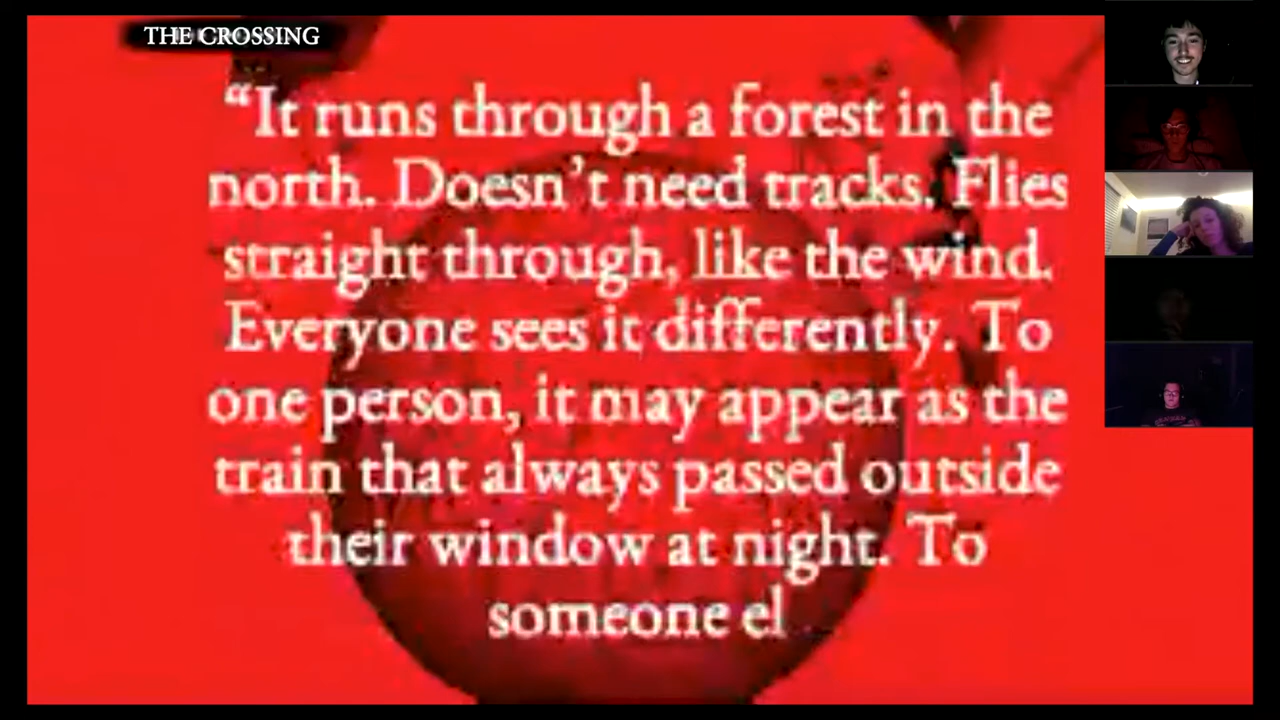 THE CROSSING
“It runs through a forest in the
north. Doesn’t need tracks. Flies
straight through, like the wind.
Everyone sees it differently. To
one person, it may appear as the
train that always passed outside
their window at night. To
someone el